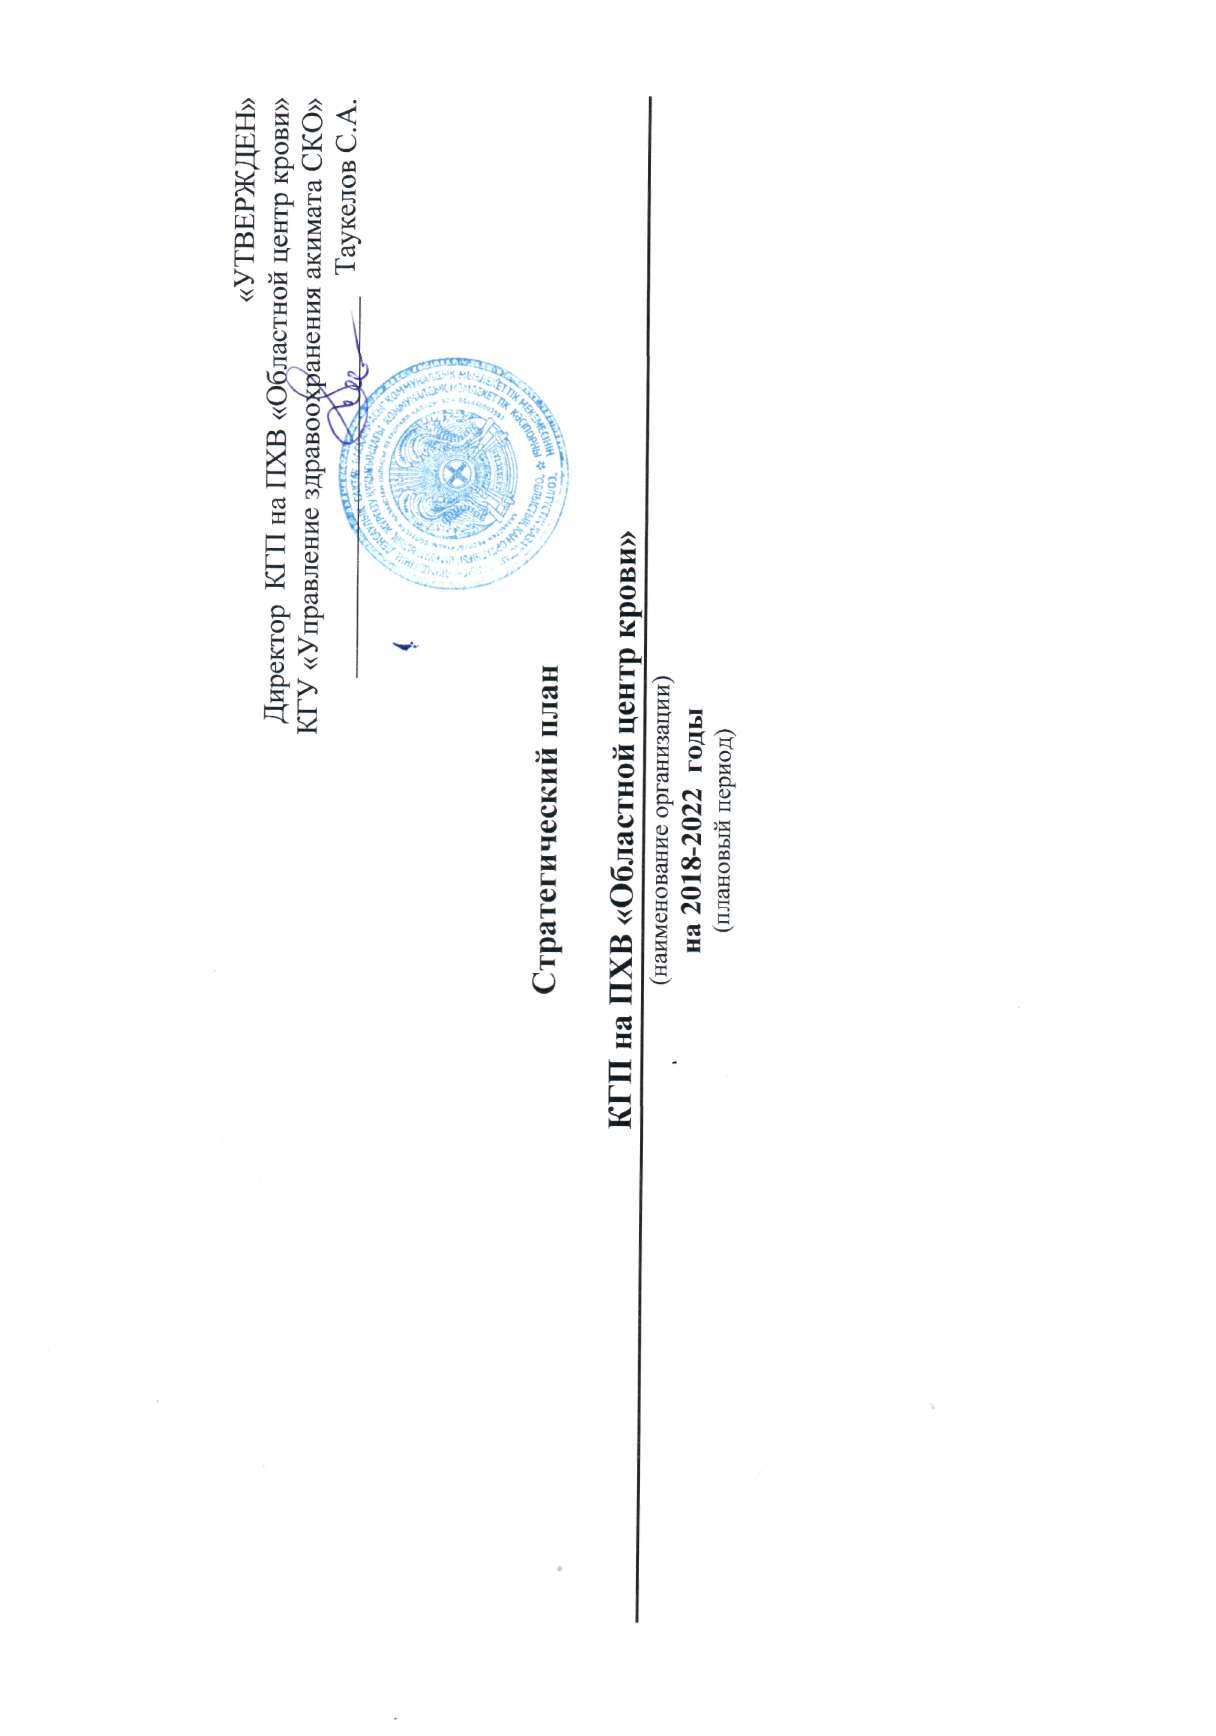 «УТВЕРЖДЕН»
Директор КГП на ПХВ «Областной центр крови»
КГУ «Управление здравоохранения акимата СКО»
Таукелов С.А.
Стратегический план
КГП на ПХВ «Областной центр крови»
(наименование организации)
на 2018-2022 годы
(плановый период)